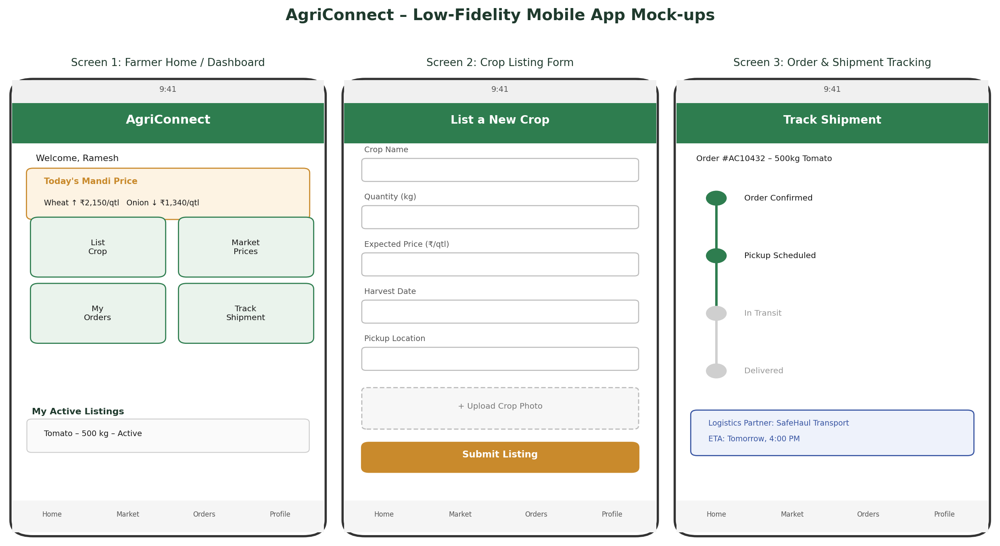 AgriConnect – Low-Fidelity Mobile App Mock-ups
Screen 1: Farmer Home / Dashboard
9:41
AgriConnect
Welcome, Ramesh
Today's Mandi Price
Wheat ↑ ₹2,150/qtl   Onion ↓ ₹1,340/qtl
List
Crop
Market
Prices
My
Orders
Track
Shipment
My Active Listings
Tomato – 500 kg – Active
Home Market Orders Profile
Screen 2: Crop Listing Form
9:41
List a New Crop
Crop Name
Quantity (kg)
Expected Price (₹/qtl)
Harvest Date
Pickup Location
+ Upload Crop Photo
Submit Listing
Home Market Orders Profile
Screen 3: Order & Shipment Tracking
9:41
Track Shipment
Order #AC10432 – 500kg Tomato
Order Confirmed
Pickup Scheduled
In Transit
Delivered
Logistics Partner: SafeHaul Transport
ETA: Tomorrow, 4:00 PM
Home Market Orders Profile